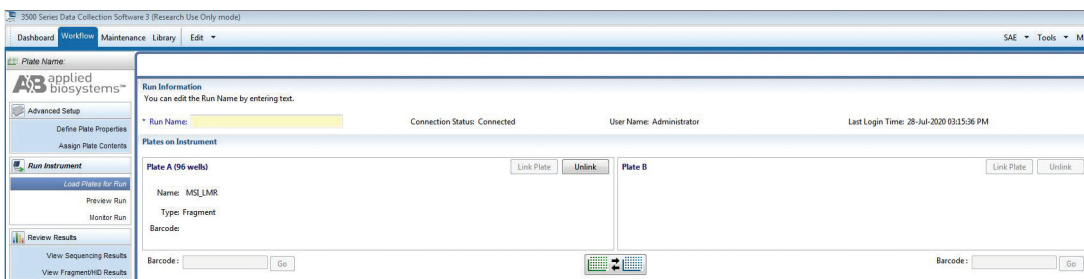 3500 Series Data Collection Software 3 (Research Use Only mode)
Dashboard Workflow Maintenance Library Edit SAE Tools M
Plate Name:
AB applied biosystems™
Advanced Setup
Define Plate Properties
Assign Plate Contents
Run Instrument
Load Plates for Run
Preview Run
Monitor Run
Review Results
View Sequencing Results
View Fragment/HID Results
Run Information
You can edit the Run Name by entering text.
* Run Name: Connection Status: Connected User Name: Administrator Last Login Time: 28-Jul-2020 03:15:36 PM
Plates on Instrument
Plate A (96 wells) Link Plate Unlink
Name: MSI_LMR
Type: Fragment
Barcode:
Barcode: Go
Plate B Link Plate Unlink
Barcode: Go